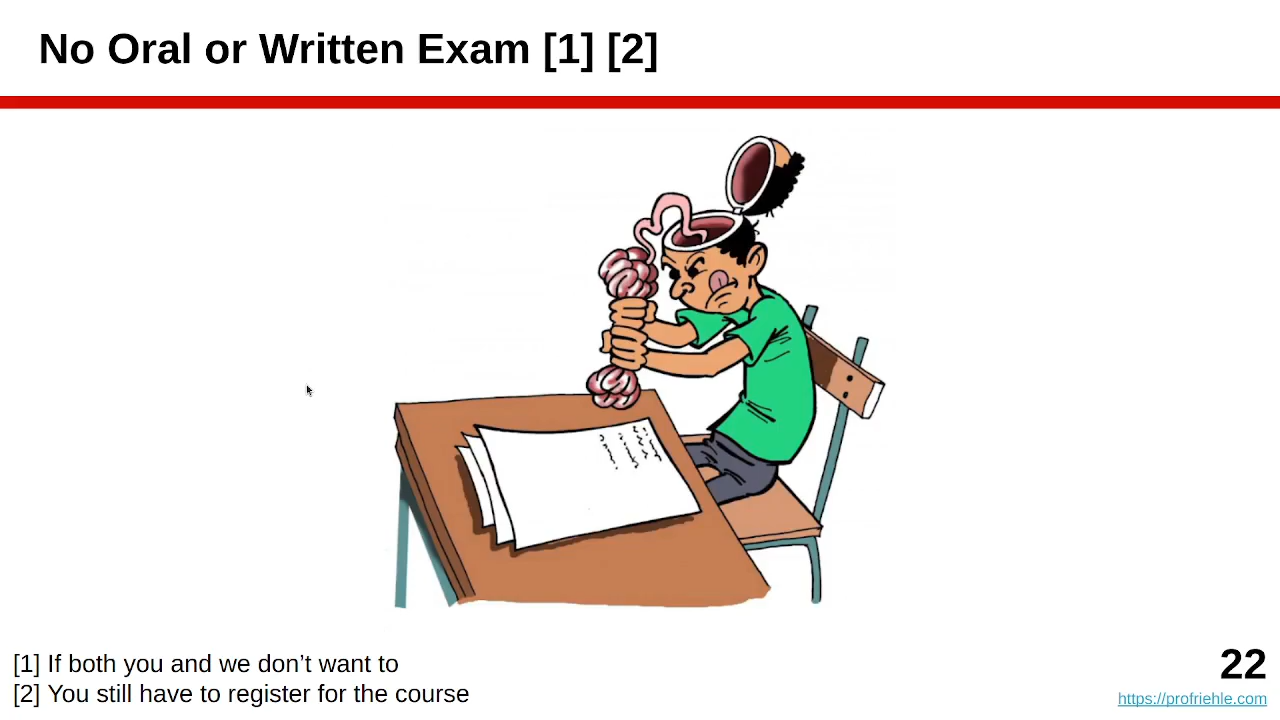 No Oral or Written Exam [1] [2]
[1] If both you and we don’t want to
[2] You still have to register for the course
22
https://profriehle.com